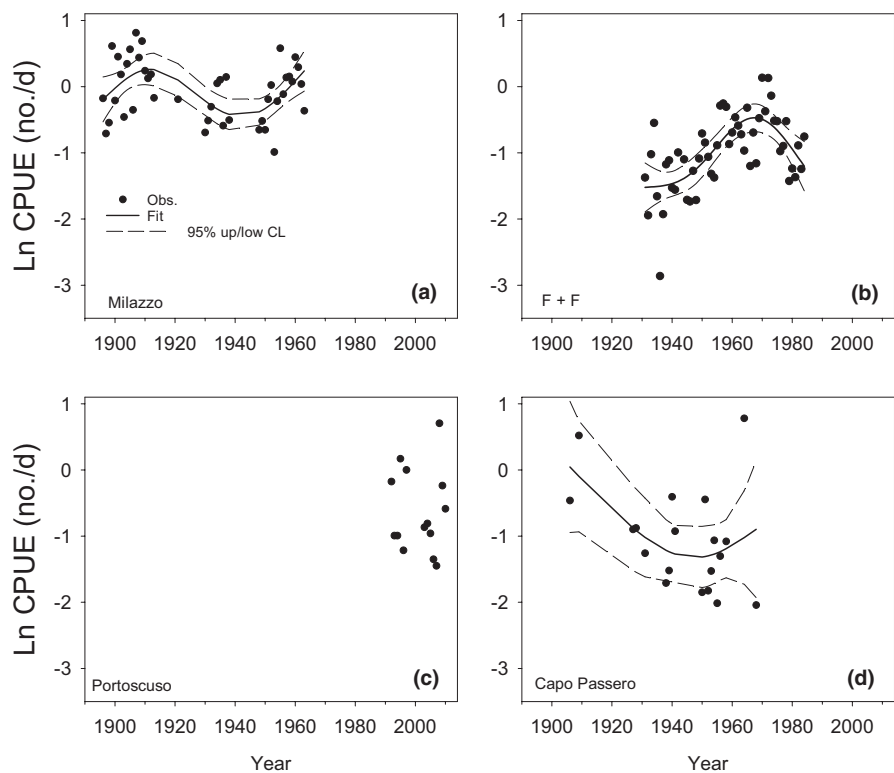 1
0
-1
-2
-3
Ln CPUE (no./d)
Obs.
Fit
95% up/low CL
Milazzo
(a)
1900 1920 1940 1960 1980 2000
1
0
-1
-2
-3
F + F
(b)
1900 1920 1940 1960 1980 2000
1
0
-1
-2
-3
Ln CPUE (no./d)
Portoscuso
(c)
1900 1920 1940 1960 1980 2000
Year
1
0
-1
-2
-3
Capo Passero
(d)
1900 1920 1940 1960 1980 2000
Year